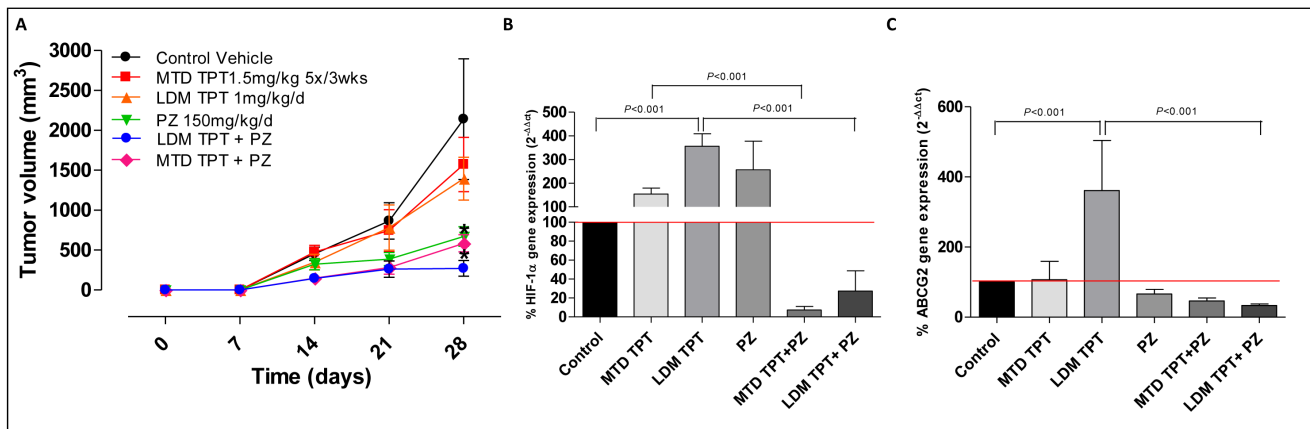 A
Tumor volume (mm³)
3000
2500
2000
1500
1000
500
0
Control Vehicle
MTD TPT1.5mg/kg 5x/3wks
LDM TPT 1mg/kg/d
PZ 150mg/kg/d
LDM TPT + PZ
MTD TPT + PZ
*
*
0
7
14
21
28
Time (days)
B
% HIF-1α gene expression (2-ΔΔct)
500
400
300
200
100
80
60
40
20
0
P<0.001
P<0.001
P<0.001
Control
MTD TPT
LDM TPT
PZ
MTD TPT+PZ
LDM TPT+ PZ
C
% ABCG2 gene expression (2-ΔΔct)
600
400
200
0
P<0.001
P<0.001
Control
MTD TPT
LDM TPT
PZ
MTD TPT+PZ
LDM TPT+ PZ